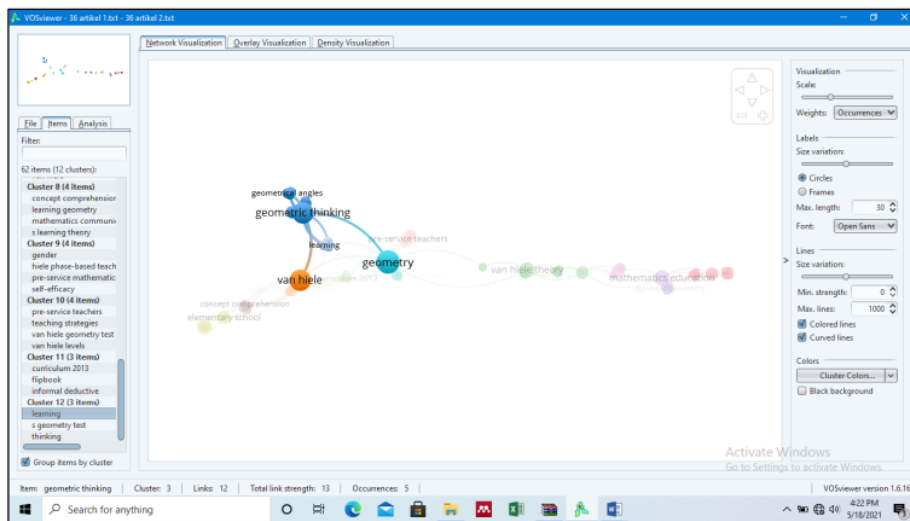 VOSviewer - 36 artikel 1.txt - 36 artikel 2.txt
Network Visualization Overlay Visualization Density Visualization
File Items Analysis
Filter:
62 items (12 clusters):
Cluster 8 (4 items)
concept comprehension
learning geometry
mathematics communi
s learning theory
Cluster 9 (4 items)
gender
hiele phase-based teach
pre-service mathematic
self-efficacy
Cluster 10 (4 items)
pre-service teachers
teaching strategies
van hiele geometry test
van hiele levels
Cluster 11 (3 items)
curriculum 2013
flipbook
informal deductive
Cluster 12 (3 items)
learning
s geometry test
thinking
Group items by cluster
geometrical angles
geometric thinking
pre-service teachers
learning
geometry
van hiele theory
van hiele
2013
mathematics education
concept comprehension
elementary school
Visualization
Scale:
Weights: Occurrences
Labels
Size variation:
Circles
Frames
Max. length: 30
Font: Open Sans
Lines
Size variation:
Min. strength: 0
Max. lines: 1000
Colored lines
Curved lines
Colors
Cluster Colors...
Black background
Activate Windows
Go to Settings to activate Windows.
Item: geometric thinking Cluster: 3 Links: 12 Total link strength: 13 Occurrences: 5 VOSviewer version 1.6.16
Search for anything
4:22 PM
5/18/2021